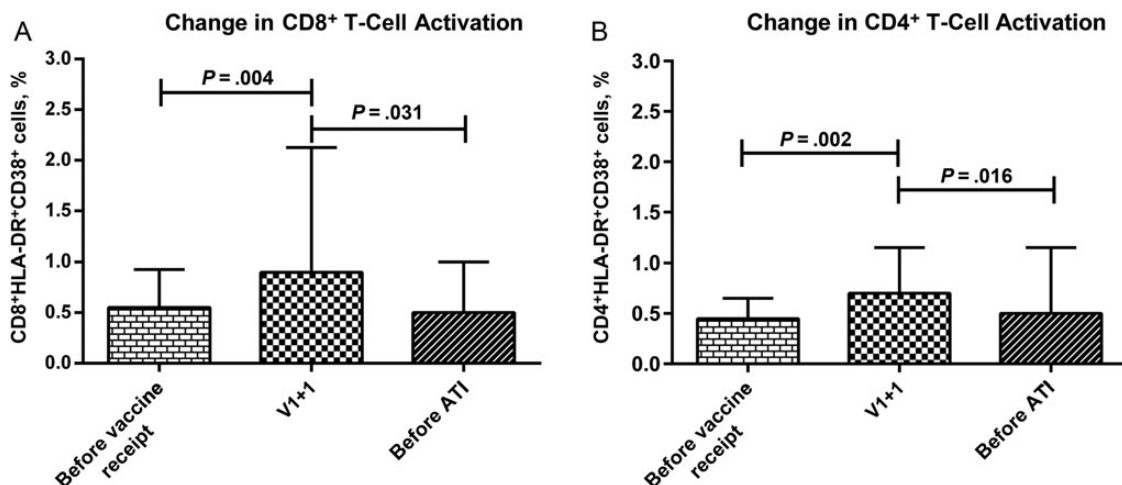 A
Change in CD8⁺ T-Cell Activation
CD8⁺HLA-DR⁺CD38⁺ cells, %
3.0
2.5
2.0
1.5
1.0
0.5
0.0
P = .004
P = .031
Before vaccine
receipt
V1+1
Before ATI
B
Change in CD4⁺ T-Cell Activation
CD4⁺HLA-DR⁺CD38⁺ cells, %
3.0
2.5
2.0
1.5
1.0
0.5
0.0
P = .002
P = .016
Before vaccine
receipt
V1+1
Before ATI